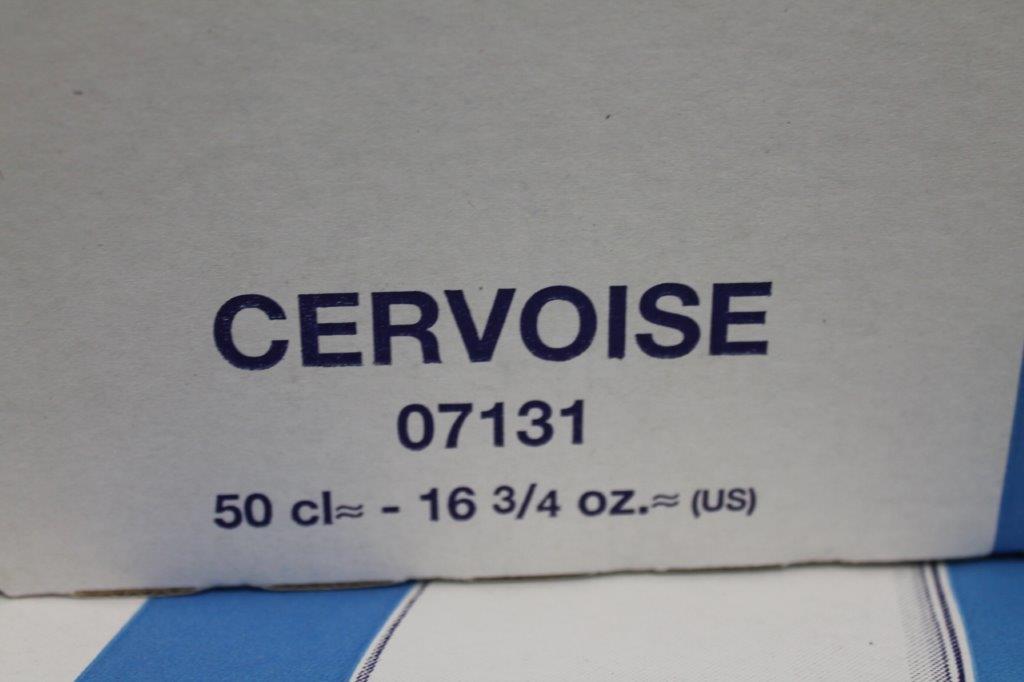 CERVOISE
07131
50 cl≈ - 16 3/4 oz.≈ (US)